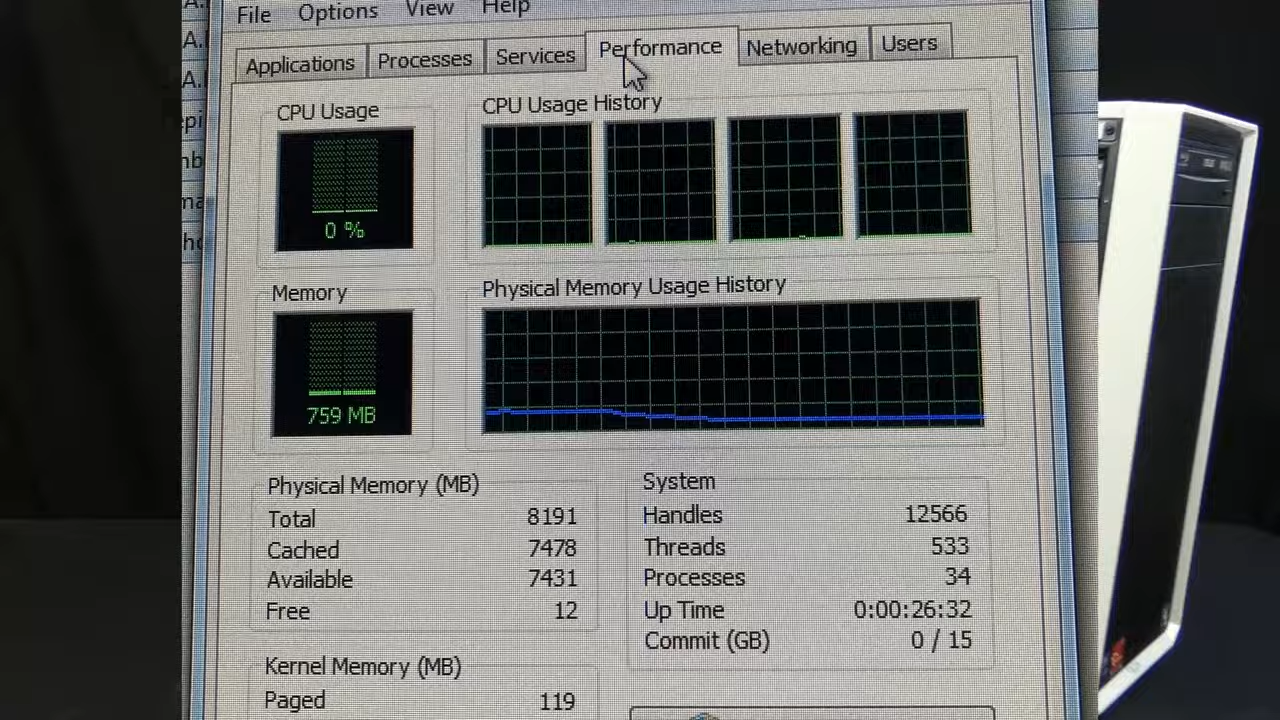 File Options View Help
Applications Processes Services Performance Networking Users
CPU Usage
CPU Usage History
0 %
Memory
Physical Memory Usage History
759 MB
Physical Memory (MB)
Total 8191
Cached 7478
Available 7431
Free 12
System
Handles 12566
Threads 533
Processes 34
Up Time 0:00:26:32
Commit (GB) 0 / 15
Kernel Memory (MB)
Paged 119